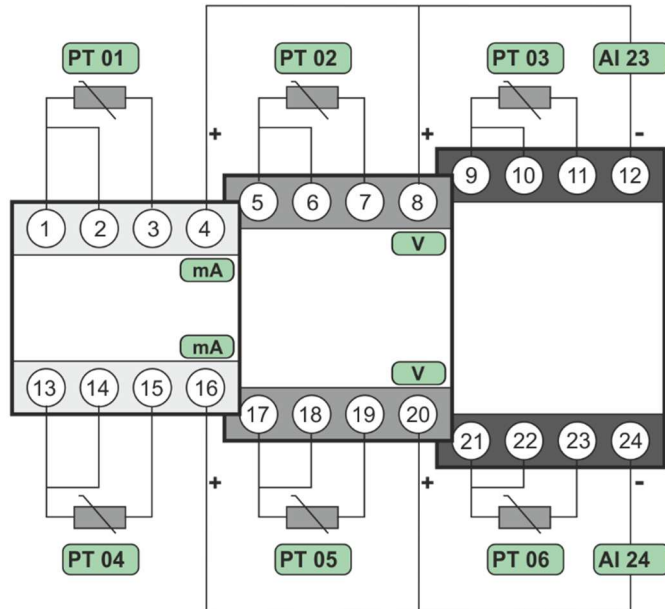 PT 01 PT 02 PT 03 AI 23
+ + -
1 2 3 4 5 6 7 8 9 10 11 12
mA V
mA V
13 14 15 16 17 18 19 20 21 22 23 24
+ + -
PT 04 PT 05 PT 06 AI 24